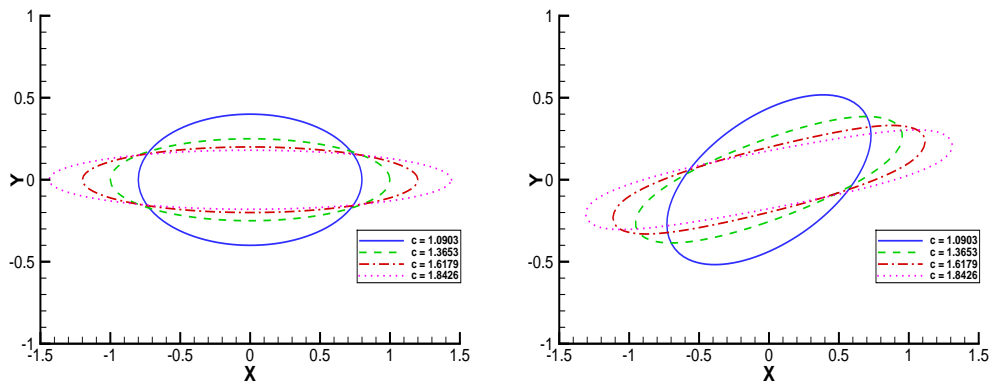 1
0.5
Y
0
-0.5
-1
-1.5
-1
-0.5
0
0.5
1
1.5
X
c = 1.0903
c = 1.3653
c = 1.6179
c = 1.8426
1
0.5
Y
0
-0.5
-1
-1.5
-1
-0.5
0
0.5
1
1.5
X
c = 1.0903
c = 1.3653
c = 1.6179
c = 1.8426